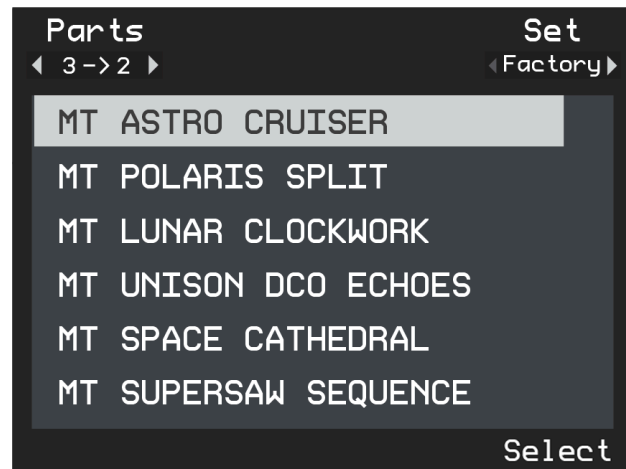 Parts Set
3->2 Factory
MT ASTRO CRUISER
MT POLARIS SPLIT
MT LUNAR CLOCKWORK
MT UNISON DCO ECHOES
MT SPACE CATHEDRAL
MT SUPERSAW SEQUENCE
Select